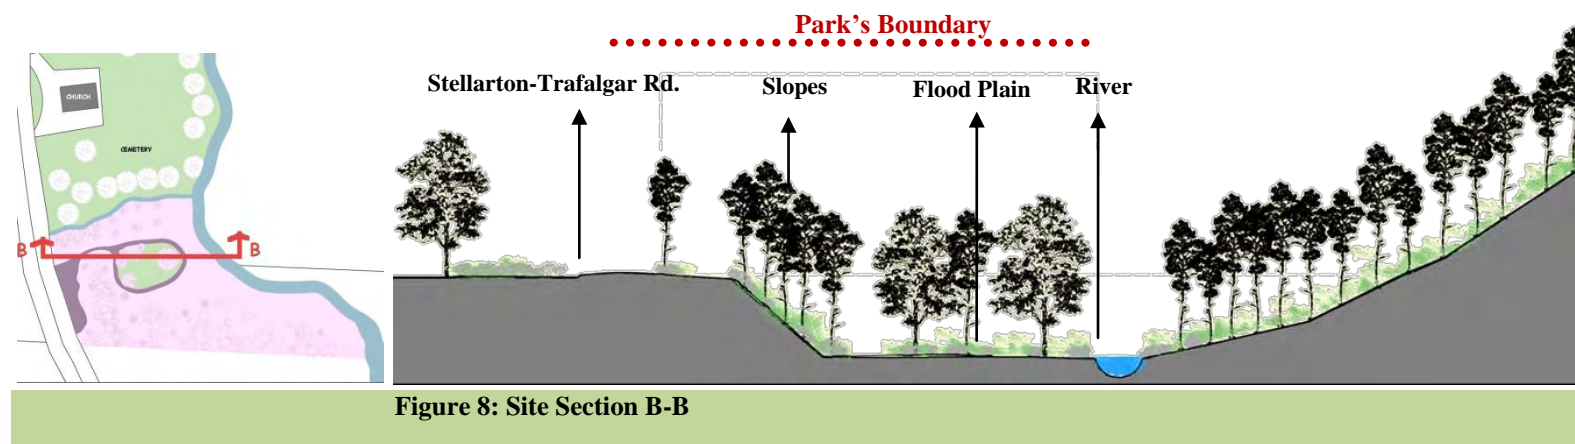 Park's Boundary
Stellarton-Trafalgar Rd.
Slopes
Flood Plain
River
CHURCH
CEMETERY
B
B
Figure 8: Site Section B-B